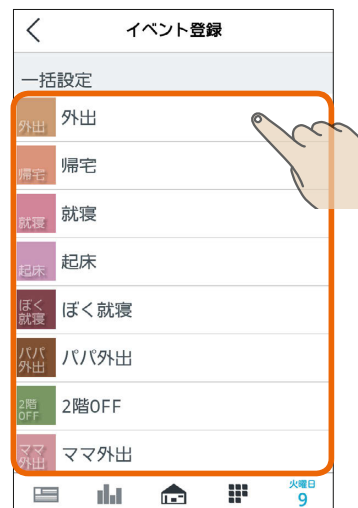 イベント登録
一括設定
外出
外出
帰宅
帰宅
就寝
就寝
起床
起床
ぼく
就寝
ぼく就寝
パパ
外出
パパ外出
2階
OFF
2階OFF
ママ
外出
ママ外出
火曜日
9